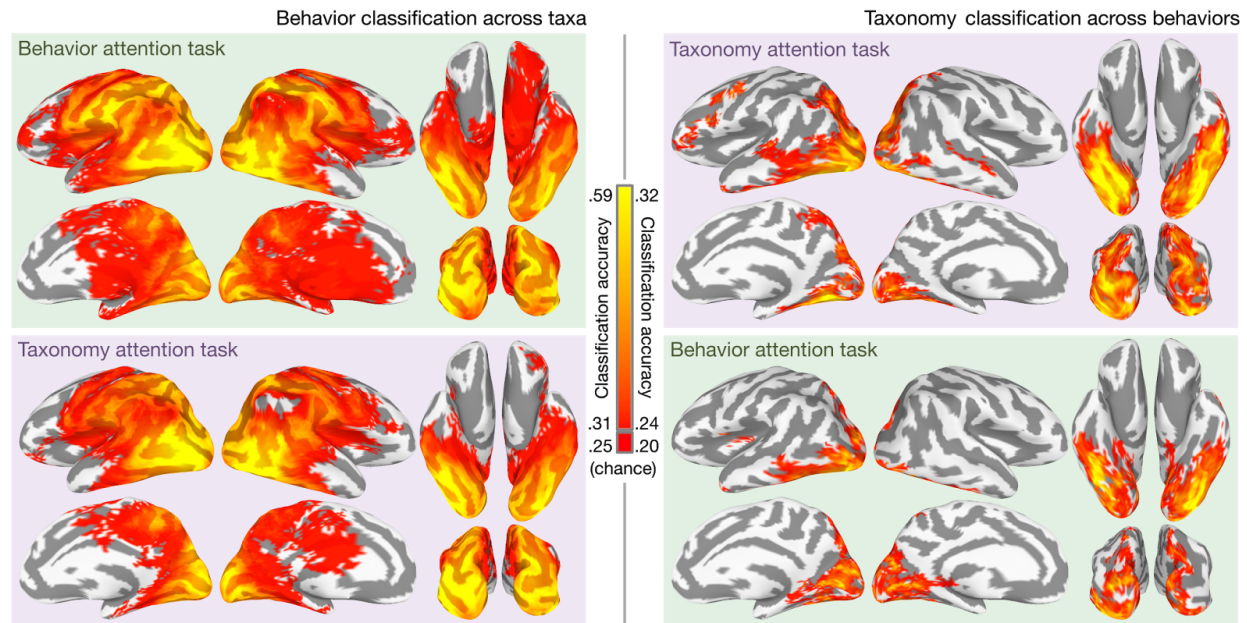 Behavior classification across taxa
Taxonomy classification across behaviors
Behavior attention task
Taxonomy attention task
.59
.32
Classification accuracy
Classification accuracy
.31
.24
.25
.20
(chance)
Taxonomy attention task
Behavior attention task